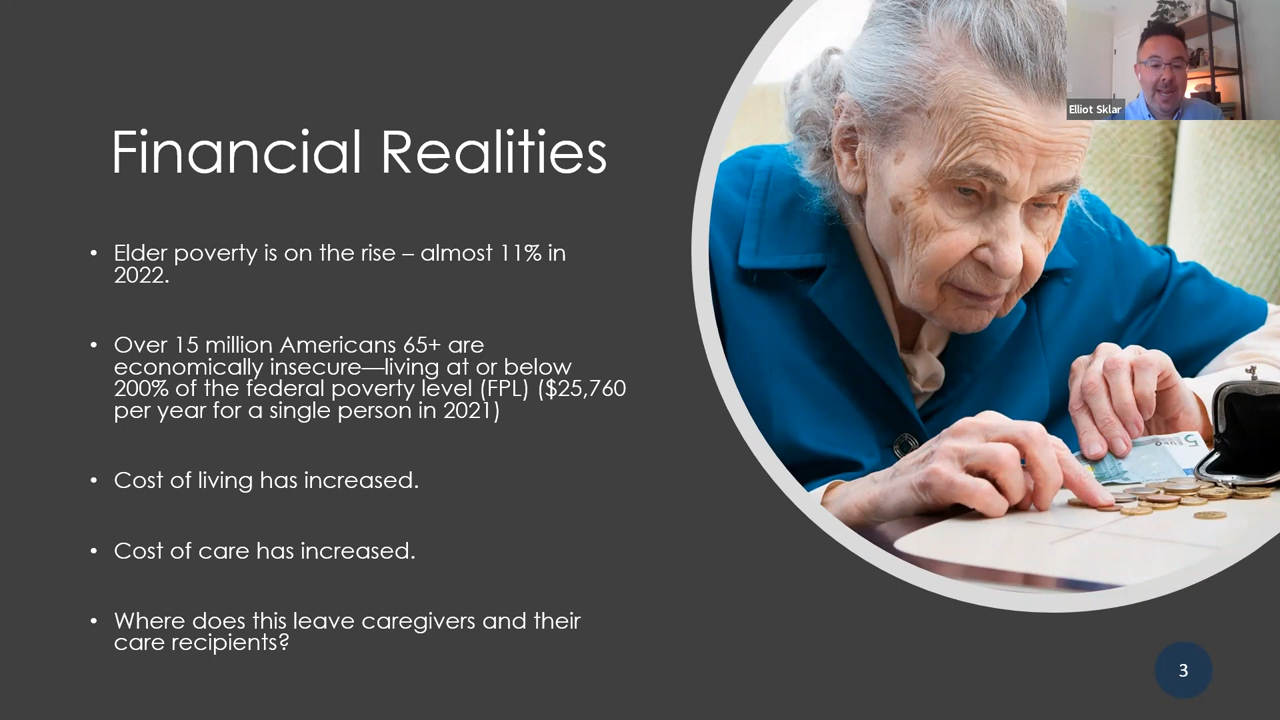 Elliot Sklar
Financial Realities
• Elder poverty is on the rise – almost 11% in
2022.
• Over 15 million Americans 65+ are
economically insecure—living at or below
200% of the federal poverty level (FPL) ($25,760
per year for a single person in 2021)
• Cost of living has increased.
• Cost of care has increased.
• Where does this leave caregivers and their
care recipients?
5 EURO
3